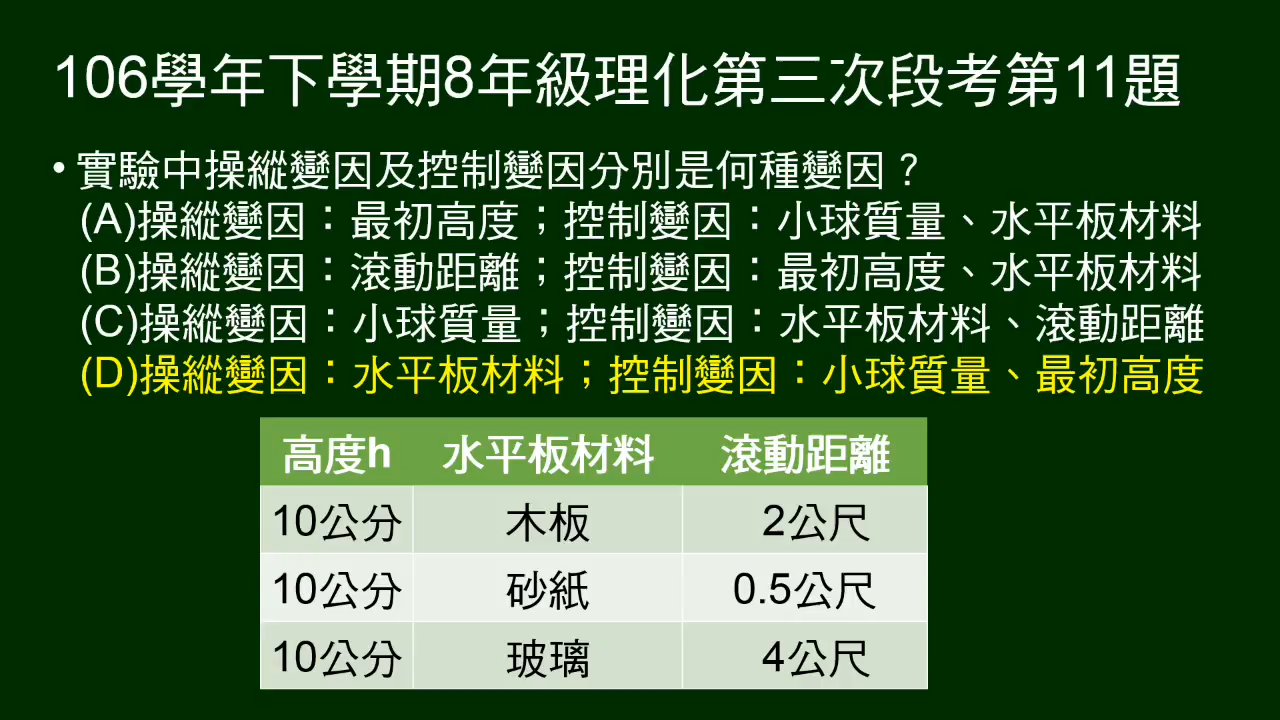 106學年下學期8年級理化第三次段考第11題
• 實驗中操縱變因及控制變因分別是何種變因？
(A)操縱變因：最初高度；控制變因：小球質量、水平板材料
(B)操縱變因：滾動距離；控制變因：最初高度、水平板材料
(C)操縱變因：小球質量；控制變因：水平板材料、滾動距離
(D)操縱變因：水平板材料；控制變因：小球質量、最初高度
高度h 水平板材料 滾動距離
10公分 木板 2公尺
10公分 砂紙 0.5公尺
10公分 玻璃 4公尺